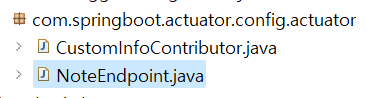 com.springboot.actuator.config.actuator
CustomInfoContributor.java
NoteEndpoint.java